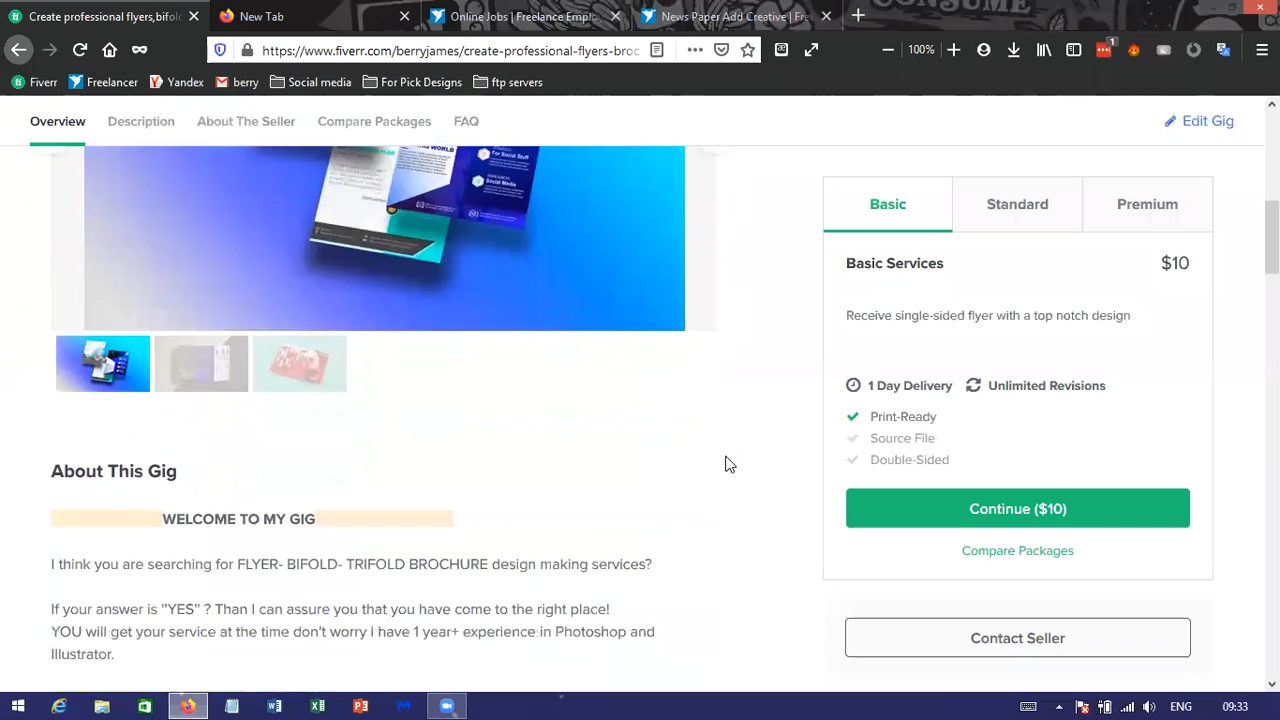 Create professional flyers,bifol
New Tab
Online Jobs | Freelance Emplo
News Paper Add Creative | Fre
https://www.fiverr.com/berryjames/create-professional-flyers-broc
100%
1
Fiverr
Freelancer
Yandex
berry
Social media
For Pick Designs
ftp servers
Overview
Description
About The Seller
Compare Packages
FAQ
Edit Gig
Basic
Standard
Premium
Basic Services
$10
Receive single-sided flyer with a top notch design
1 Day Delivery
Unlimited Revisions
Print-Ready
Source File
Double-Sided
Continue ($10)
Compare Packages
Contact Seller
About This Gig
WELCOME TO MY GIG
I think you are searching for FLYER- BIFOLD- TRIFOLD BROCHURE design making services?
If your answer is "YES" ? Than I can assure you that you have come to the right place!
YOU will get your service at the time don't worry i have 1 year+ experience in Photoshop and
Illustrator.
ENG
09:33